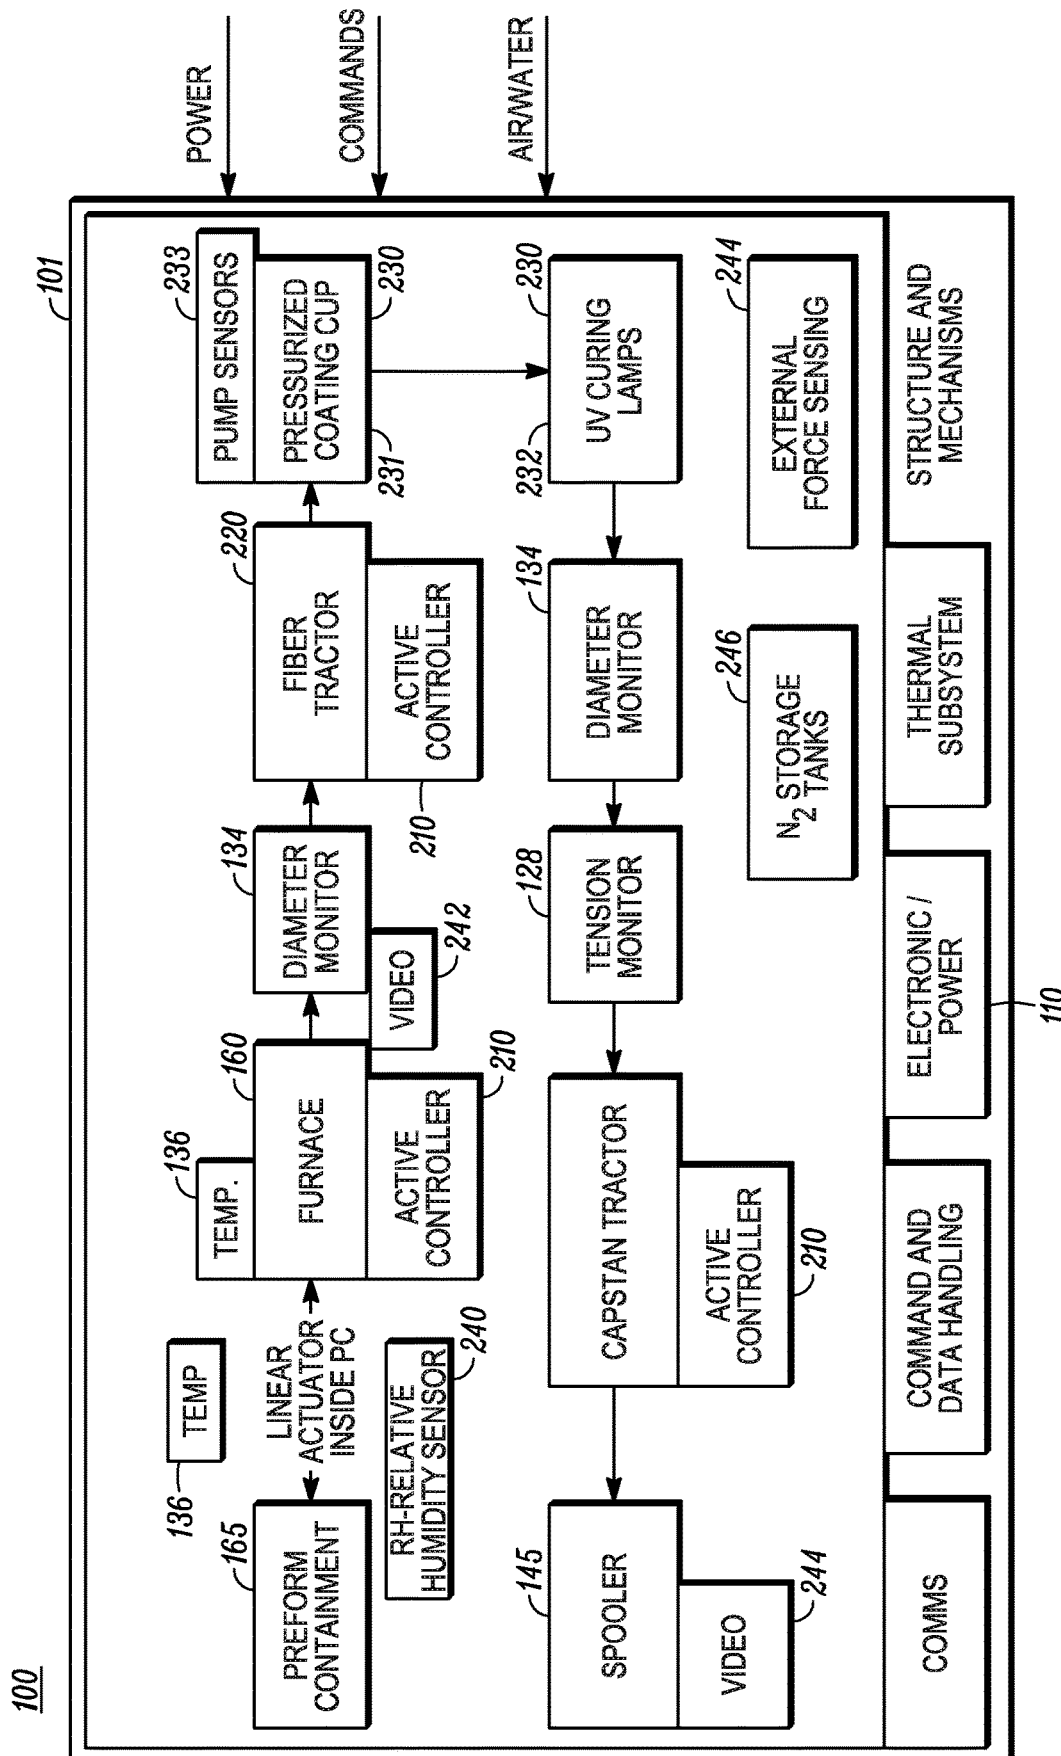 100
101
POWER
COMMANDS
AIR/WATER
165
PREFORM
CONTAINMENT
136
TEMP
LINEAR
ACTUATOR
INSIDE PC
RH-RELATIVE
HUMIDITY SENSOR
240
136
TEMP.
160
FURNACE
ACTIVE
CONTROLLER
210
134
DIAMETER
MONITOR
VIDEO
242
220
FIBER
TRACTOR
ACTIVE
CONTROLLER
210
233
PUMP SENSORS
PRESSURIZED
COATING CUP
230
231
145
SPOOLER
VIDEO
244
CAPSTAN TRACTOR
ACTIVE
CONTROLLER
210
128
TENSION
MONITOR
134
DIAMETER
MONITOR
230
232
UV CURING
LAMPS
246
N2 STORAGE
TANKS
244
EXTERNAL
FORCE SENSING
COMMS
COMMAND AND
DATA HANDLING
ELECTRONIC /
POWER
110
THERMAL
SUBSYSTEM
STRUCTURE AND
MECHANISMS